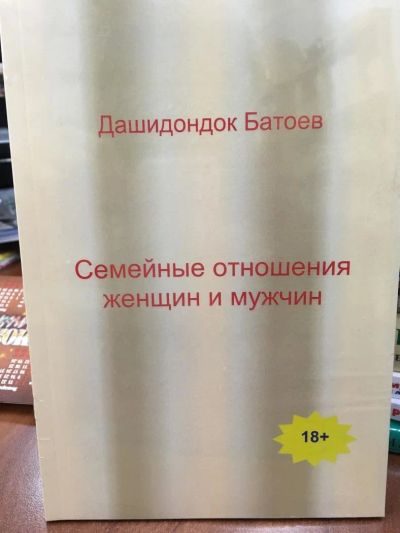 Дашидондок Батоев
Семейные отношения
женщин и мужчин
18+